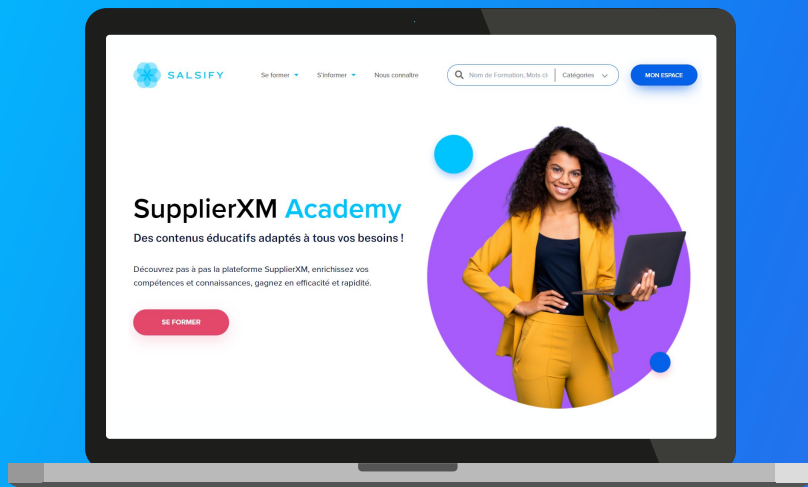 SALSIFY
Se former
S'informer
Nous connaître
Nom de Formation, Mots cl
Catégories
MON ESPACE
SupplierXM Academy
Des contenus éducatifs adaptés à tous vos besoins !
Découvrez pas à pas la plateforme SupplierXM, enrichissez vos
compétences et connaissances, gagnez en efficacité et rapidité.
SE FORMER